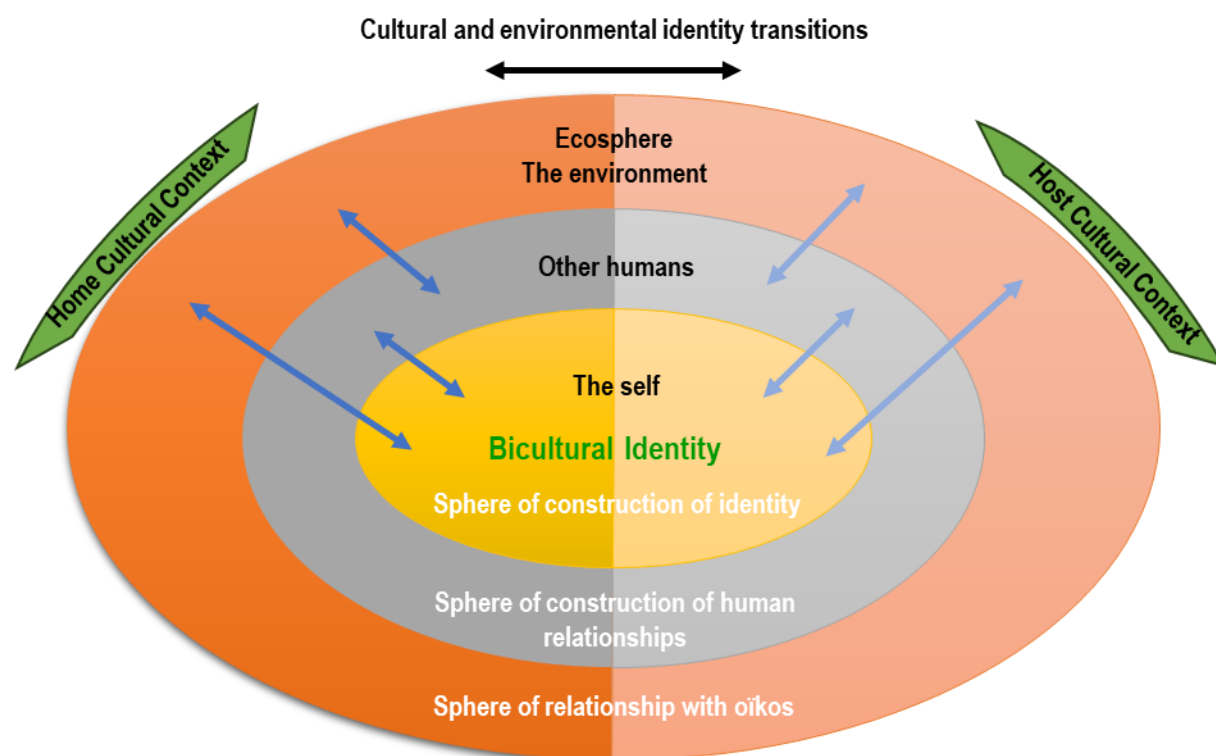 Cultural and environmental identity transitions
Home Cultural Context
Host Cultural Context
Ecosphere
The environment
Other humans
The self
Bicultural Identity
Sphere of construction of identity
Sphere of construction of human
relationships
Sphere of relationship with oïkos